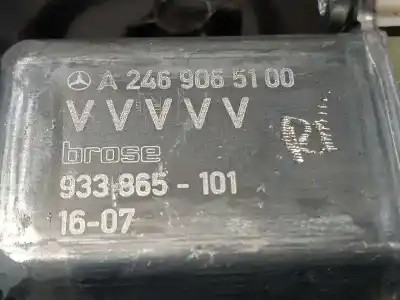 A 246 906 51 00
VVVVV
brose
933 865 - 101
16-07